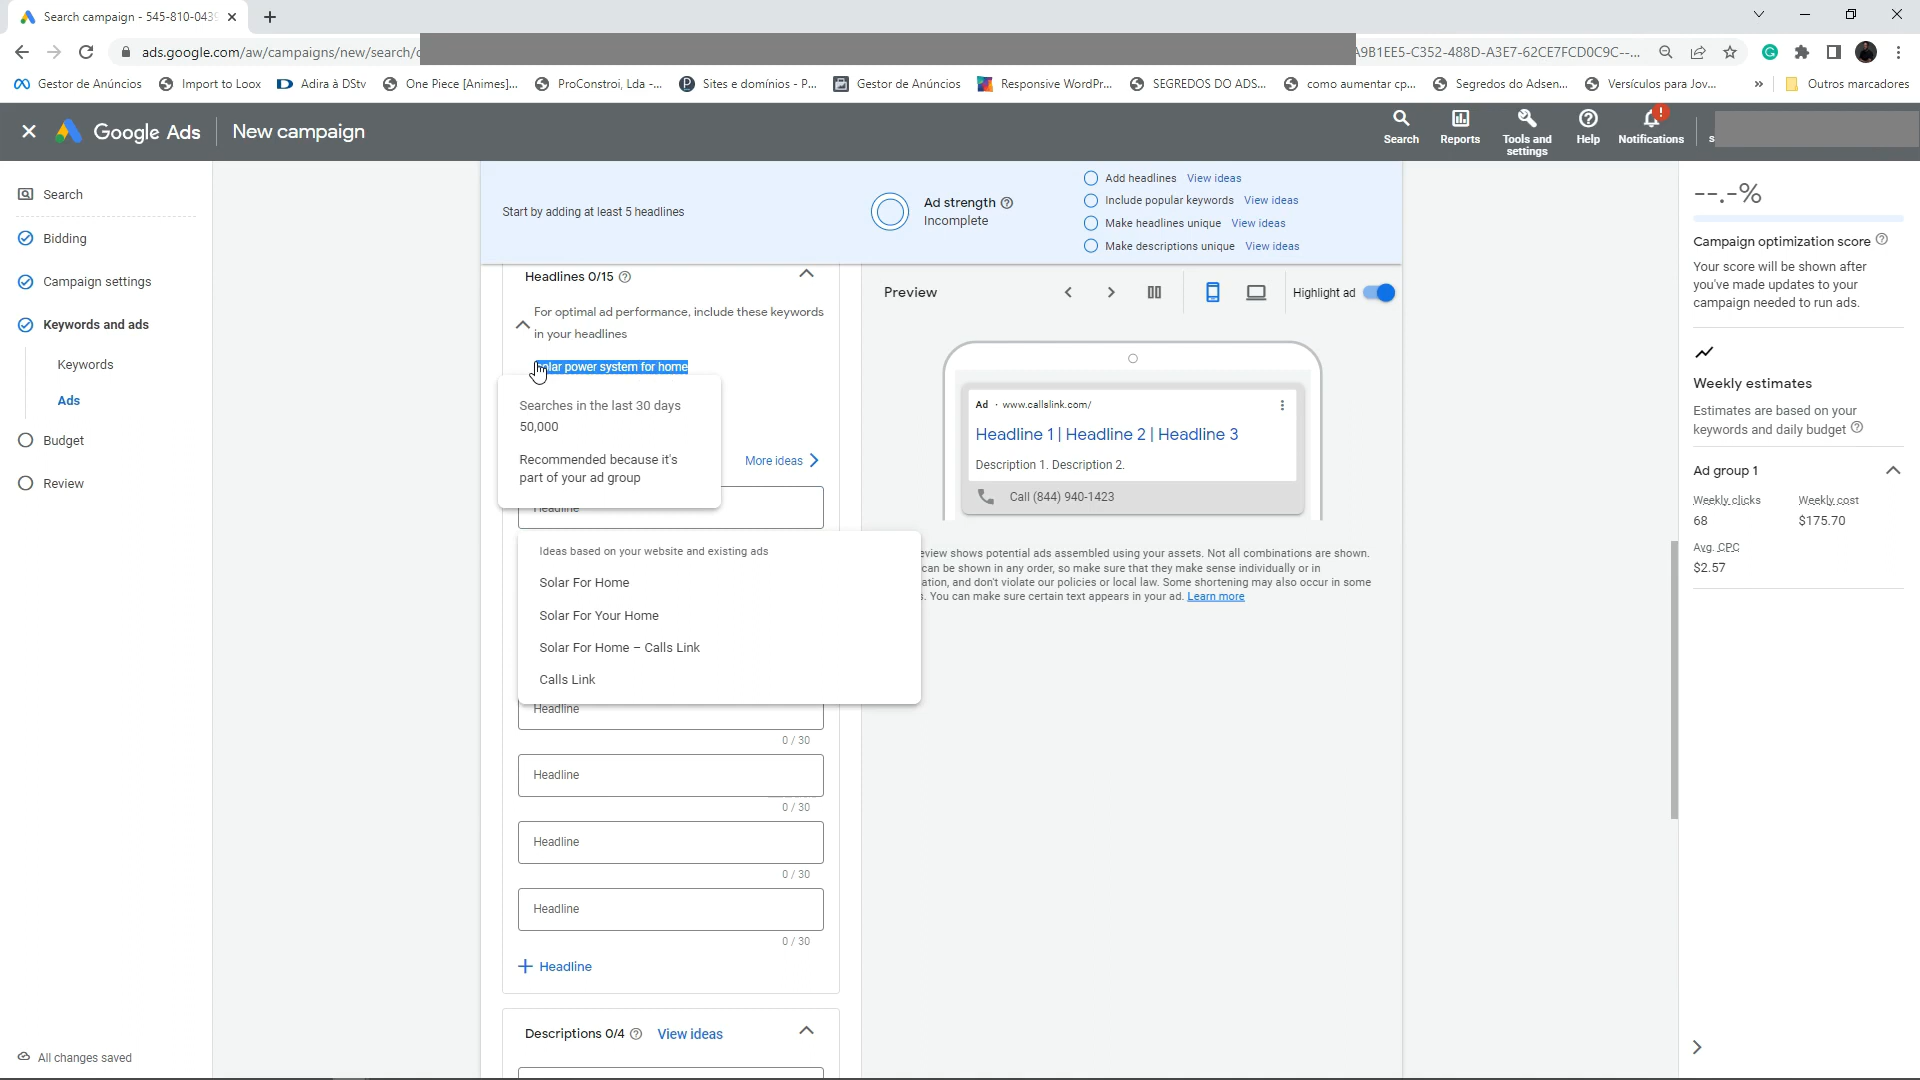 Search campaign - 545-810-0439
ads.google.com/aw/campaigns/new/search/
A9B1EE5-C352-488D-A3E7-62CE7FCD0C9C--...
Gestor de Anúncios
Import to Loox
Adira à DStv
One Piece [Animes]...
ProConstroi, Lda -...
Sites e domínios - P...
Gestor de Anúncios
Responsive WordPr...
SEGREDOS DO ADS...
como aumentar cp...
Segredos do Adsen...
Versículos para Jov...
»
Outros marcadores
Google Ads
New campaign
Search
Reports
Tools and
settings
Help
Notifications
Search
Bidding
Campaign settings
Keywords and ads
Keywords
Ads
Budget
Review
All changes saved
Start by adding at least 5 headlines
Ad strength
Incomplete
Add headlines View ideas
Include popular keywords View ideas
Make headlines unique View ideas
Make descriptions unique View ideas
Headlines 0/15
For optimal ad performance, include these keywords
in your headlines
solar power system for home
Searches in the last 30 days
50,000
Recommended because it's
part of your ad group
More ideas
Headline
Ideas based on your website and existing ads
Solar For Home
Solar For Your Home
Solar For Home – Calls Link
Calls Link
Headline
0 / 30
Headline
0 / 30
Headline
0 / 30
Headline
0 / 30
+ Headline
Descriptions 0/4 View ideas
Preview
Highlight ad
Ad · www.callslink.com/
Headline 1 | Headline 2 | Headline 3
Description 1. Description 2.
Call (844) 940-1423
eview shows potential ads assembled using your assets. Not all combinations are shown.
can be shown in any order, so make sure that they make sense individually or in
ation, and don't violate our policies or local law. Some shortening may also occur in some
s. You can make sure certain text appears in your ad. Learn more
--.-%
Campaign optimization score
Your score will be shown after
you've made updates to your
campaign needed to run ads.
Weekly estimates
Estimates are based on your
keywords and daily budget
Ad group 1
Weekly clicks
Weekly cost
68
$175.70
Avg. CPC
$2.57